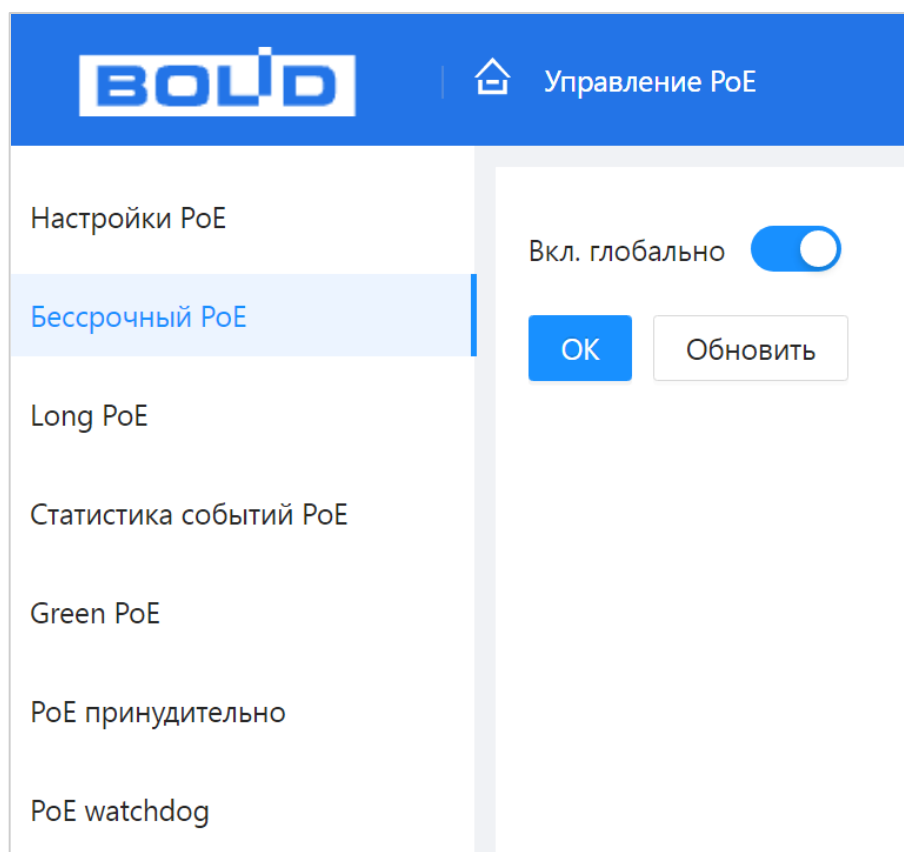 BOLID
Управление PoE
Настройки PoE
Бессрочный PoE
Long PoE
Статистика событий PoE
Green PoE
PoE принудительно
PoE watchdog
Вкл. глобально
ОК
Обновить